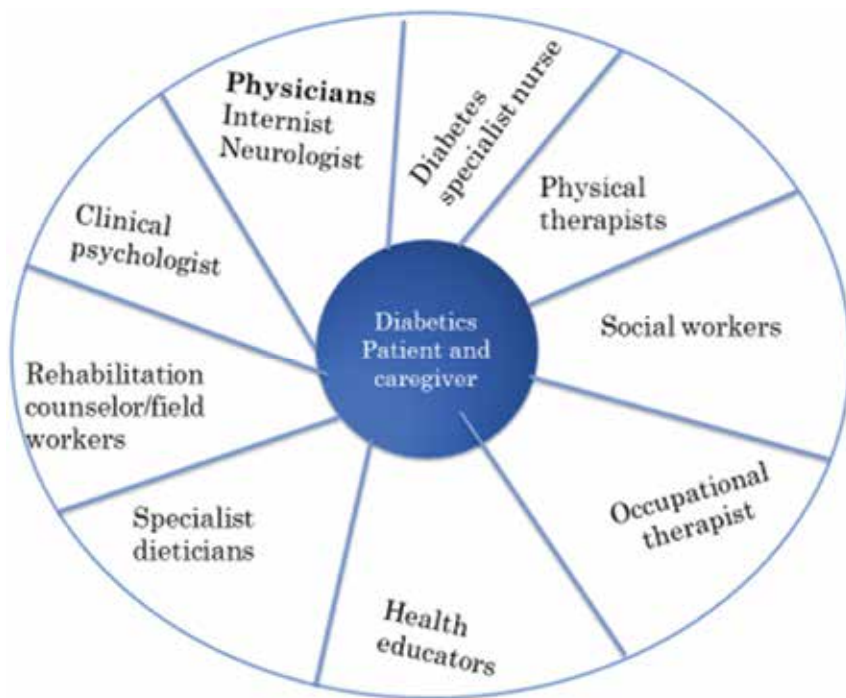 Physicians
Internist
Neurologist
Diabetes
specialist nurse
Physical
therapists
Social workers
Occupational
therapist
Health
educators
Specialist
dieticians
Rehabilitation
counselor/field
workers
Clinical
psychologist
Diabetics
Patient and
caregiver